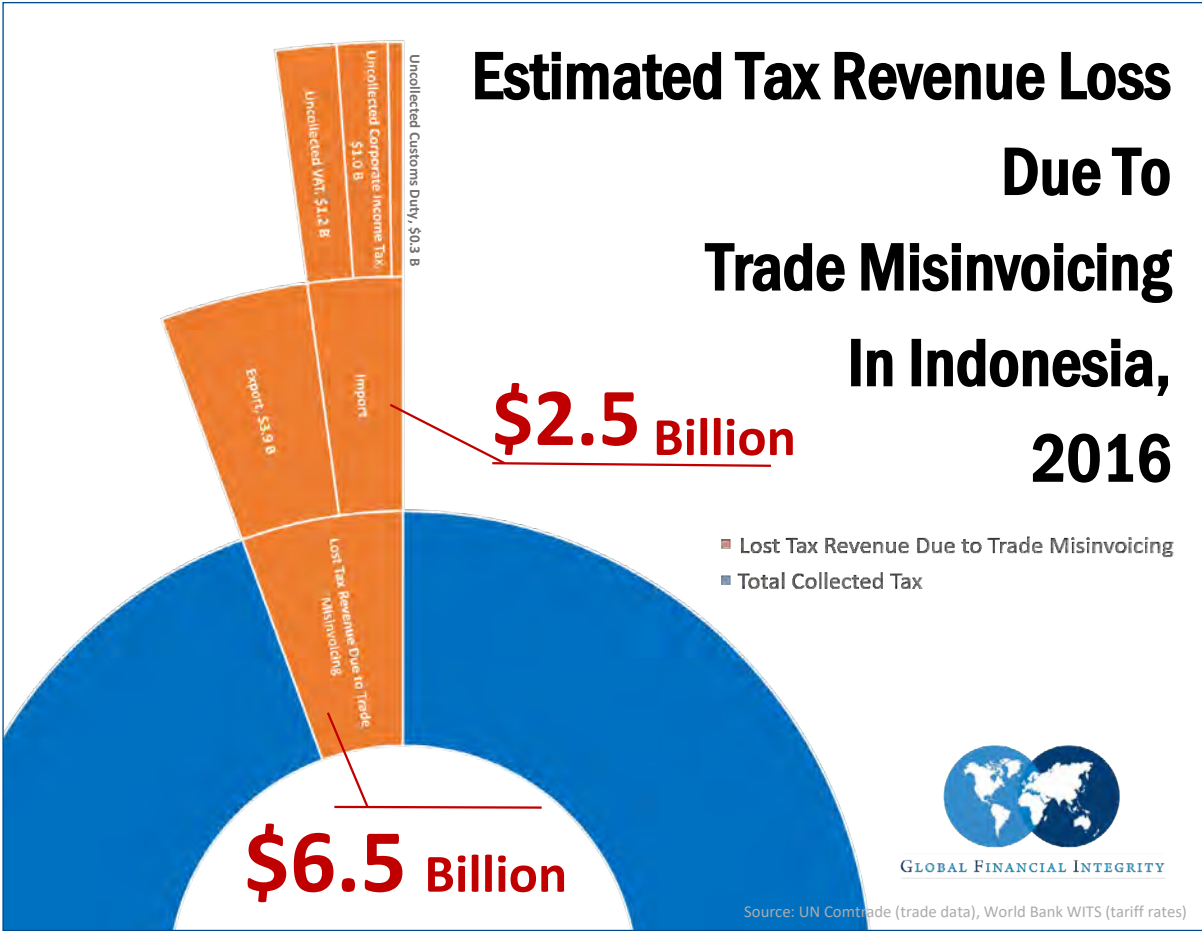 Estimated Tax Revenue Loss
Due To
Trade Misinvoicing
In Indonesia,
2016
Uncollected VAT, $1.2 B
Uncollected Corporate Income Tax,
$1.0 B
Uncollected Customs Duty, $0.3 B
Export, $3.9 B
Import
$2.5 Billion
Lost Tax Revenue Due to Trade
Misinvoicing
Lost Tax Revenue Due to Trade Misinvoicing
Total Collected Tax
$6.5 Billion
GLOBAL FINANCIAL INTEGRITY
Source: UN Comtrade (trade data), World Bank WITS (tariff rates)